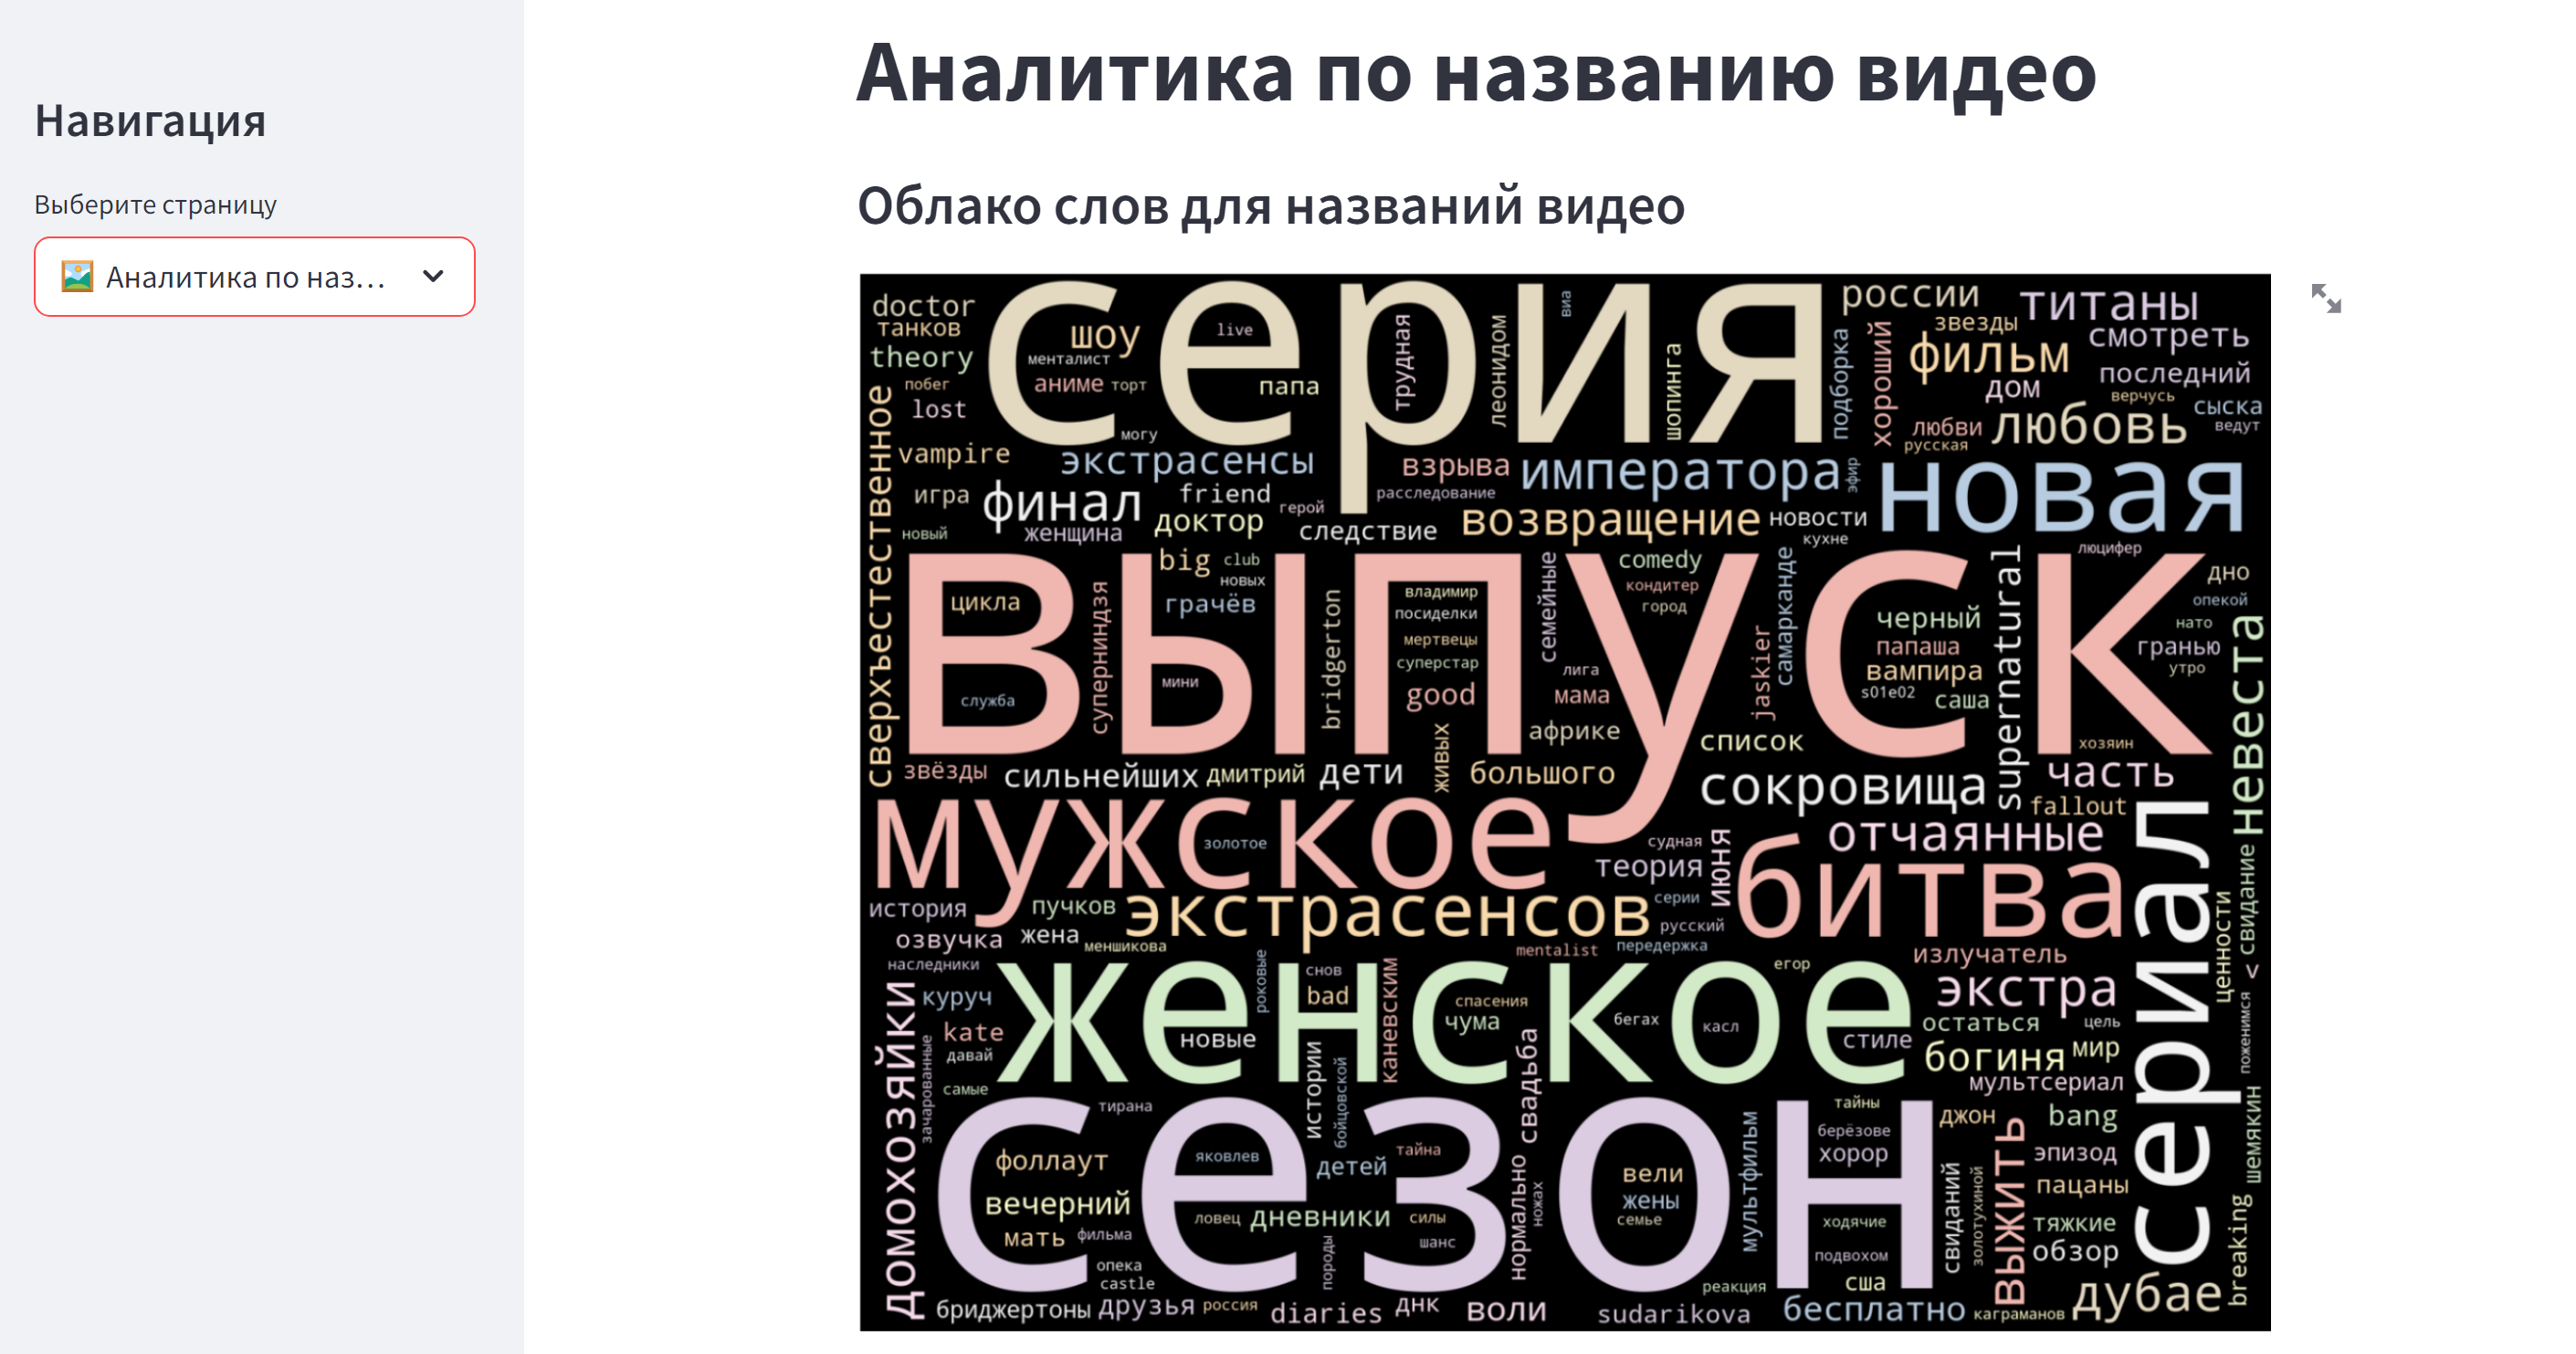 Навигация
Выберите страницу
Аналитика по наз...
Аналитика по названию видео
Облако слов для названий видео
doctor
танков
theory
побег
lost
vampire
игра
новый
серия
шоу
live
менталист
аниме
торт
папа
могу
трудная
леонидом
виа
шопинга
подборка
хороший
россии
титаны
звезды
смотреть
фильм
последний
дом
верчусь
сыска
любви
любовь
ведут
русская
экстрасенсы
взрыва
императора
эфир
новая
финал
friend
расследование
герой
доктор
женщина
следствие
возвращение
новости
кухне
сверхъестественное
выпуск
big
club
новых
цикла
грачёв
суперниндзя
служба
мини
bridgerton
владимир
посиделки
мертвецы
суперстар
good
живых
семейные
comedy
кондитер
город
лига
мама
африке
самарканде
jaskier
список
черный
папаша
вампира
s01e02
саша
supernatural
люцифер
дно
опекой
нато
гранью
утро
хозяин
невеста
звёзды
сильнейших
дмитрий
дети
большого
сокровища
часть
fallout
мужское
золотое
судная
теория
июня
отчаянные
битва
сериал
свидание
ценности
история
пучков
экстрасенсов
серии
русский
озвучка
жена
меншикова
mentalist
передержка
излучатель
<
наследники
женское
роковые
снов
bad
каневским
спасения
чума
бегах
касл
егор
стиле
новые
куруч
kate
давай
самые
экстра
остаться
цель
богиня
мир
мультсериал
поженимся
домохозяйки
зачарованные
сезон
тирана
истории
бойцовской
свадьба
тайны
джон
bang
шемякин
фоллаут
яковлев
детей
тайна
вели
жены
семье
мультфильм
берёзове
хорор
эпизод
пацаны
вечерний
ловец
дневники
силы
нормально
ножах
ходячие
свиданий
золотухиной
выжить
тяжкие
мать
фильма
шанс
подвохом
обзор
breaking
опека
castle
породы
реакция
сша
дубае
бриджертоны
друзья
россия
diaries
днк
воли
sudarikova
бесплатно
каграманов